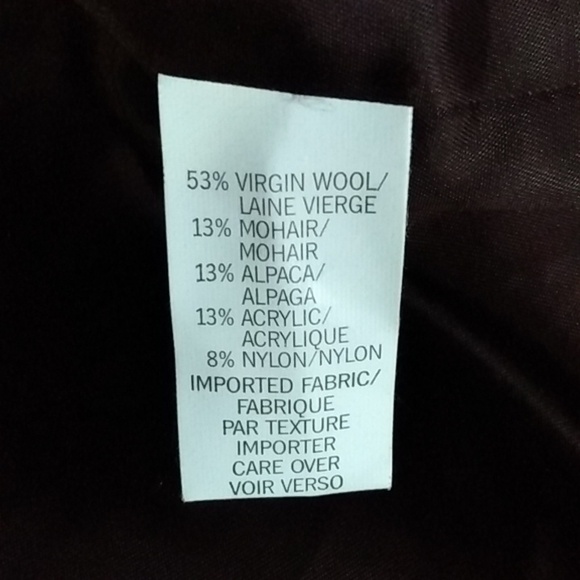 53% VIRGIN WOOL/
LAINE VIERGE
13% MOHAIR/
MOHAIR
13% ALPACA/
ALPAGA
13% ACRYLIC/
ACRYLIQUE
8% NYLON/NYLON
IMPORTED FABRIC/
FABRIQUE
PAR TEXTURE
IMPORTER
CARE OVER
VOIR VERSO